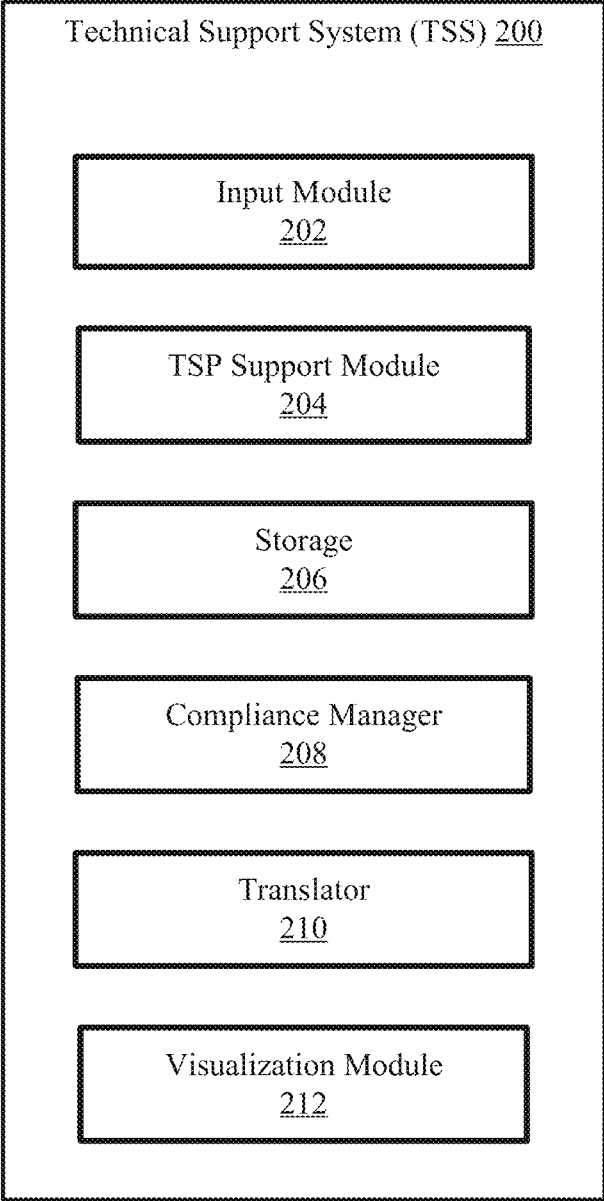 Technical Support System (TSS) 200
Input Module
202
TSP Support Module
204
Storage
206
Compliance Manager
208
Translator
210
Visualization Module
212